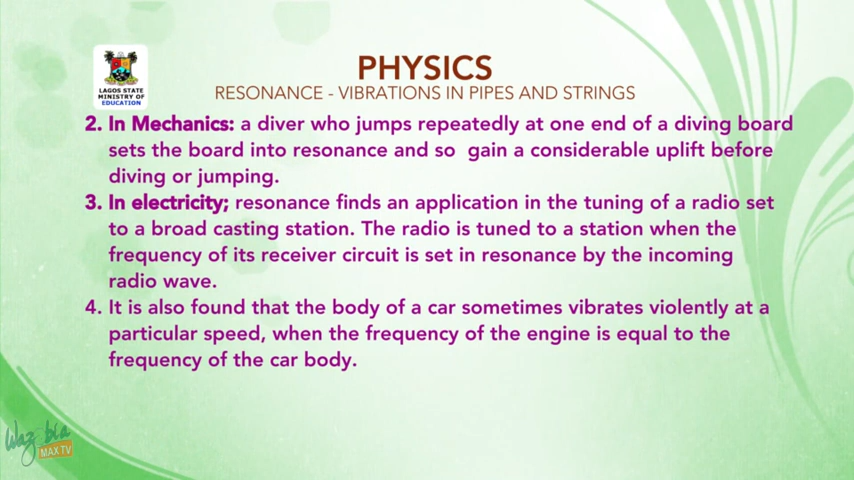 LAGOS STATE
MINISTRY OF
EDUCATION
PHYSICS
RESONANCE - VIBRATIONS IN PIPES AND STRINGS
2. In Mechanics: a diver who jumps repeatedly at one end of a diving board
sets the board into resonance and so gain a considerable uplift before
diving or jumping.
3. In electricity; resonance finds an application in the tuning of a radio set
to a broad casting station. The radio is tuned to a station when the
frequency of its receiver circuit is set in resonance by the incoming
radio wave.
4. It is also found that the body of a car sometimes vibrates violently at a
particular speed, when the frequency of the engine is equal to the
frequency of the car body.
Wazobia
MAX TV